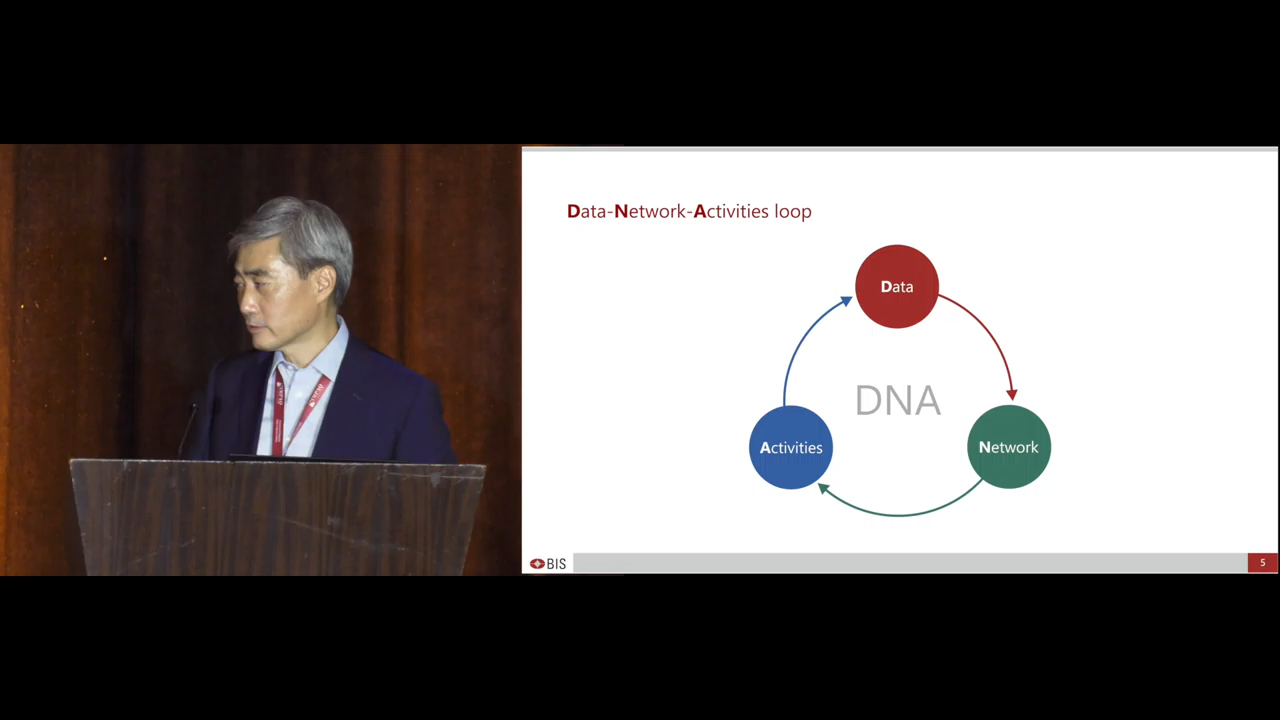 Data-Network-Activities loop
Data
DNA
Activities
Network
BIS
5